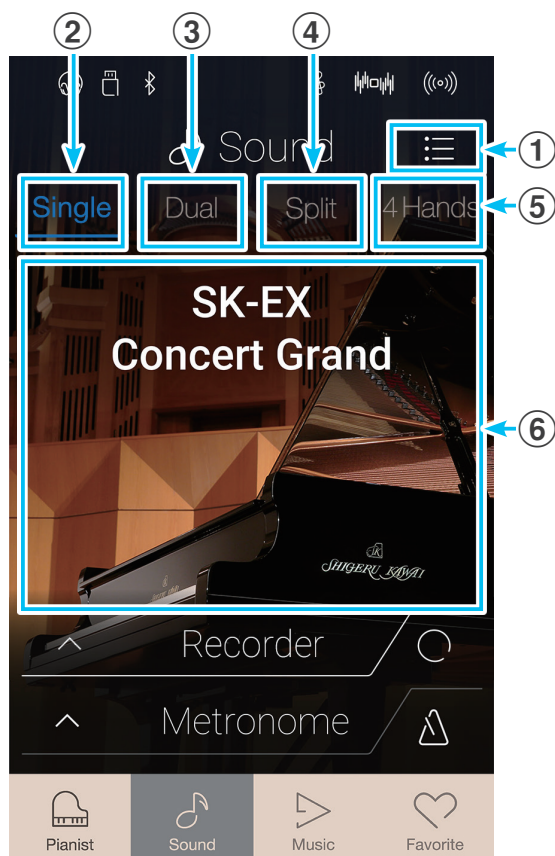 ② ③ ④
Sound
①
Single Dual Split 4 Hands
⑤
SK-EX
Concert Grand
⑥
SK
SHIGERU KAWAI
Recorder
Metronome
Pianist Sound Music Favorite